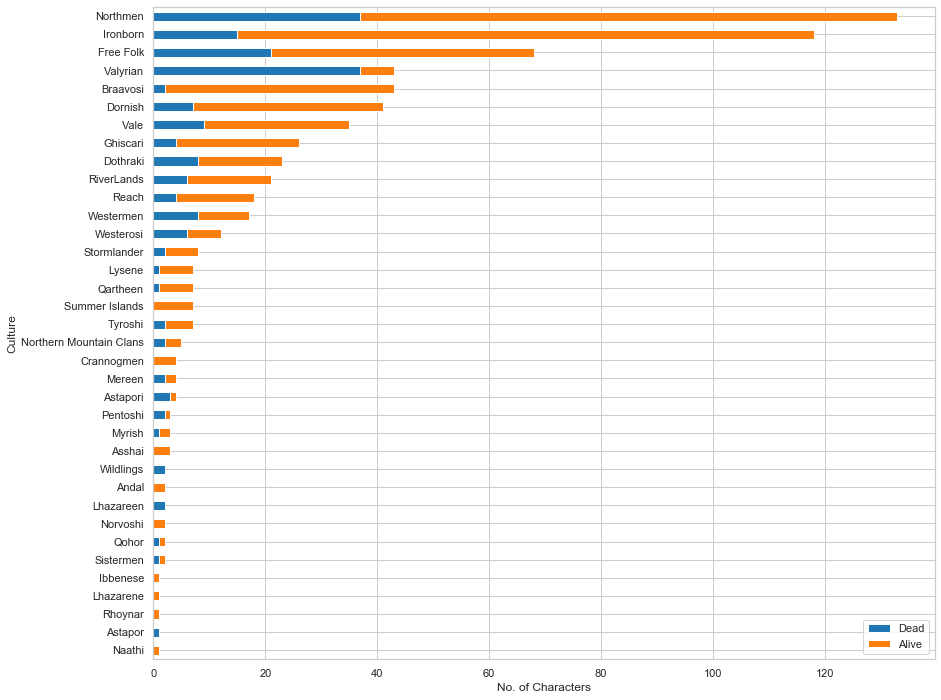 Northmen
Ironborn
Free Folk
Valyrian
Braavosi
Dornish
Vale
Ghiscari
Dothraki
RiverLands
Reach
Westermen
Westerosi
Stormlander
Lysene
Qartheen
Summer Islands
Tyroshi
Northern Mountain Clans
Crannogmen
Mereen
Astapori
Pentoshi
Myrish
Asshai
Wildlings
Andal
Lhazareen
Norvoshi
Qohor
Sistermen
Ibbenese
Lhazarene
Rhoynar
Astapor
Naathi
Culture
Dead
Alive
0 20 40 60 80 100 120
No. of Characters